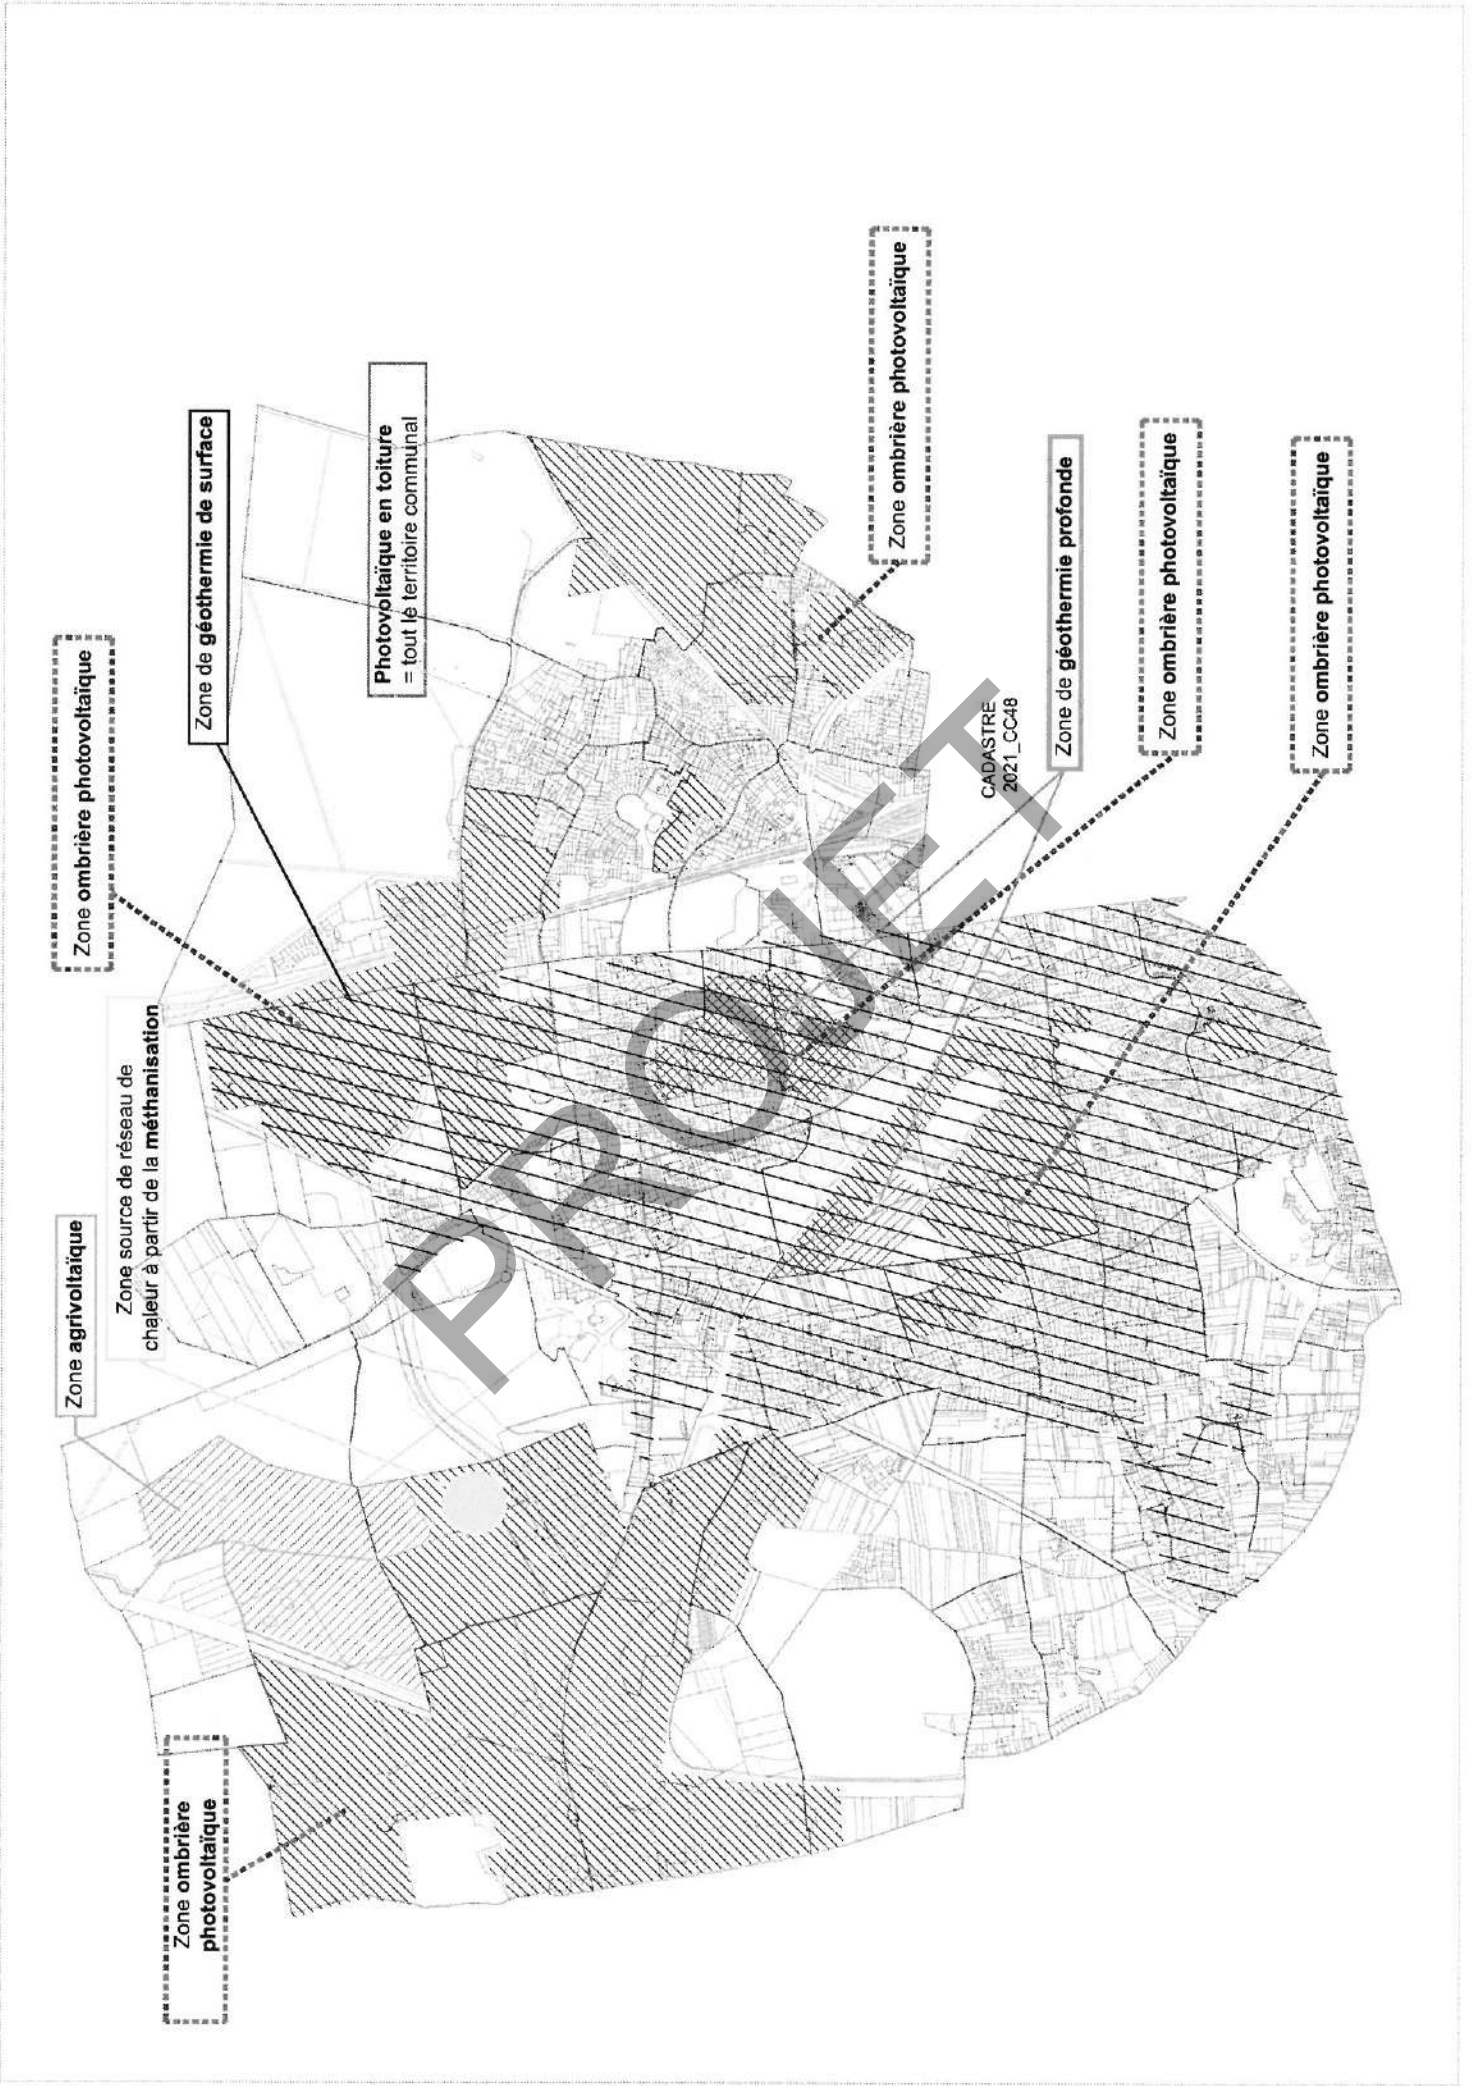 Zone ombrière
photovoltaïque
Zone agrivoltaïque
Zone source de réseau de
chaleur à partir de la méthanisation
Zone ombrière photovoltaïque
Zone de géothermie de surface
Photovoltaïque en toiture
= tout le territoire communal
Zone ombrière photovoltaïque
CADASTRE
2021_CC48
Zone de géothermie profonde
Zone ombrière photovoltaïque
Zone ombrière photovoltaïque
PROJET